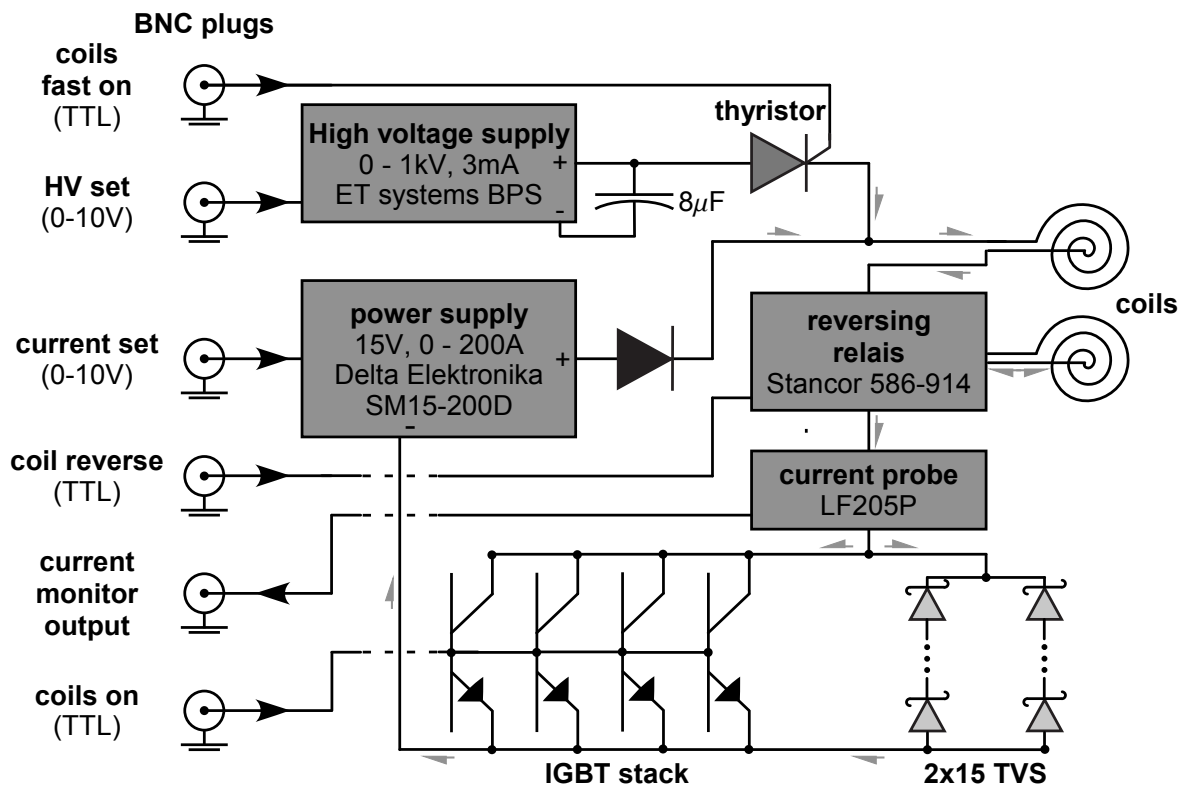 BNC plugs
coils
fast on
(TTL)
HV set
(0-10V)
current set
(0-10V)
coil reverse
(TTL)
current
monitor
output
coils on
(TTL)
High voltage supply
0 - 1kV, 3mA
ET systems BPS
+
-
8μF
thyristor
power supply
15V, 0 - 200A
Delta Elektronika
SM15-200D
+
-
reversing
relais
Stancor 586-914
coils
current probe
LF205P
IGBT stack
2x15 TVS